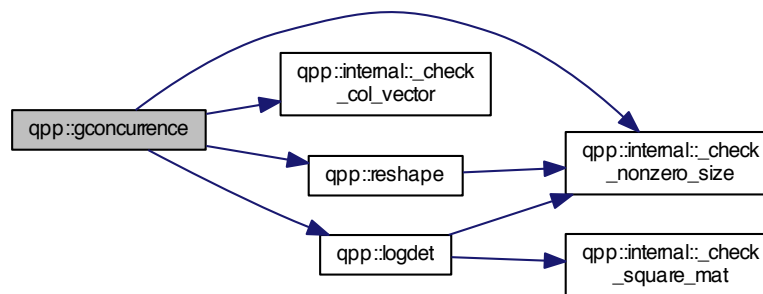 qpp::gconcurrence
qpp::internal::_check
_col_vector
qpp::reshape
qpp::logdet
qpp::internal::_check
_nonzero_size
qpp::internal::_check
_square_mat